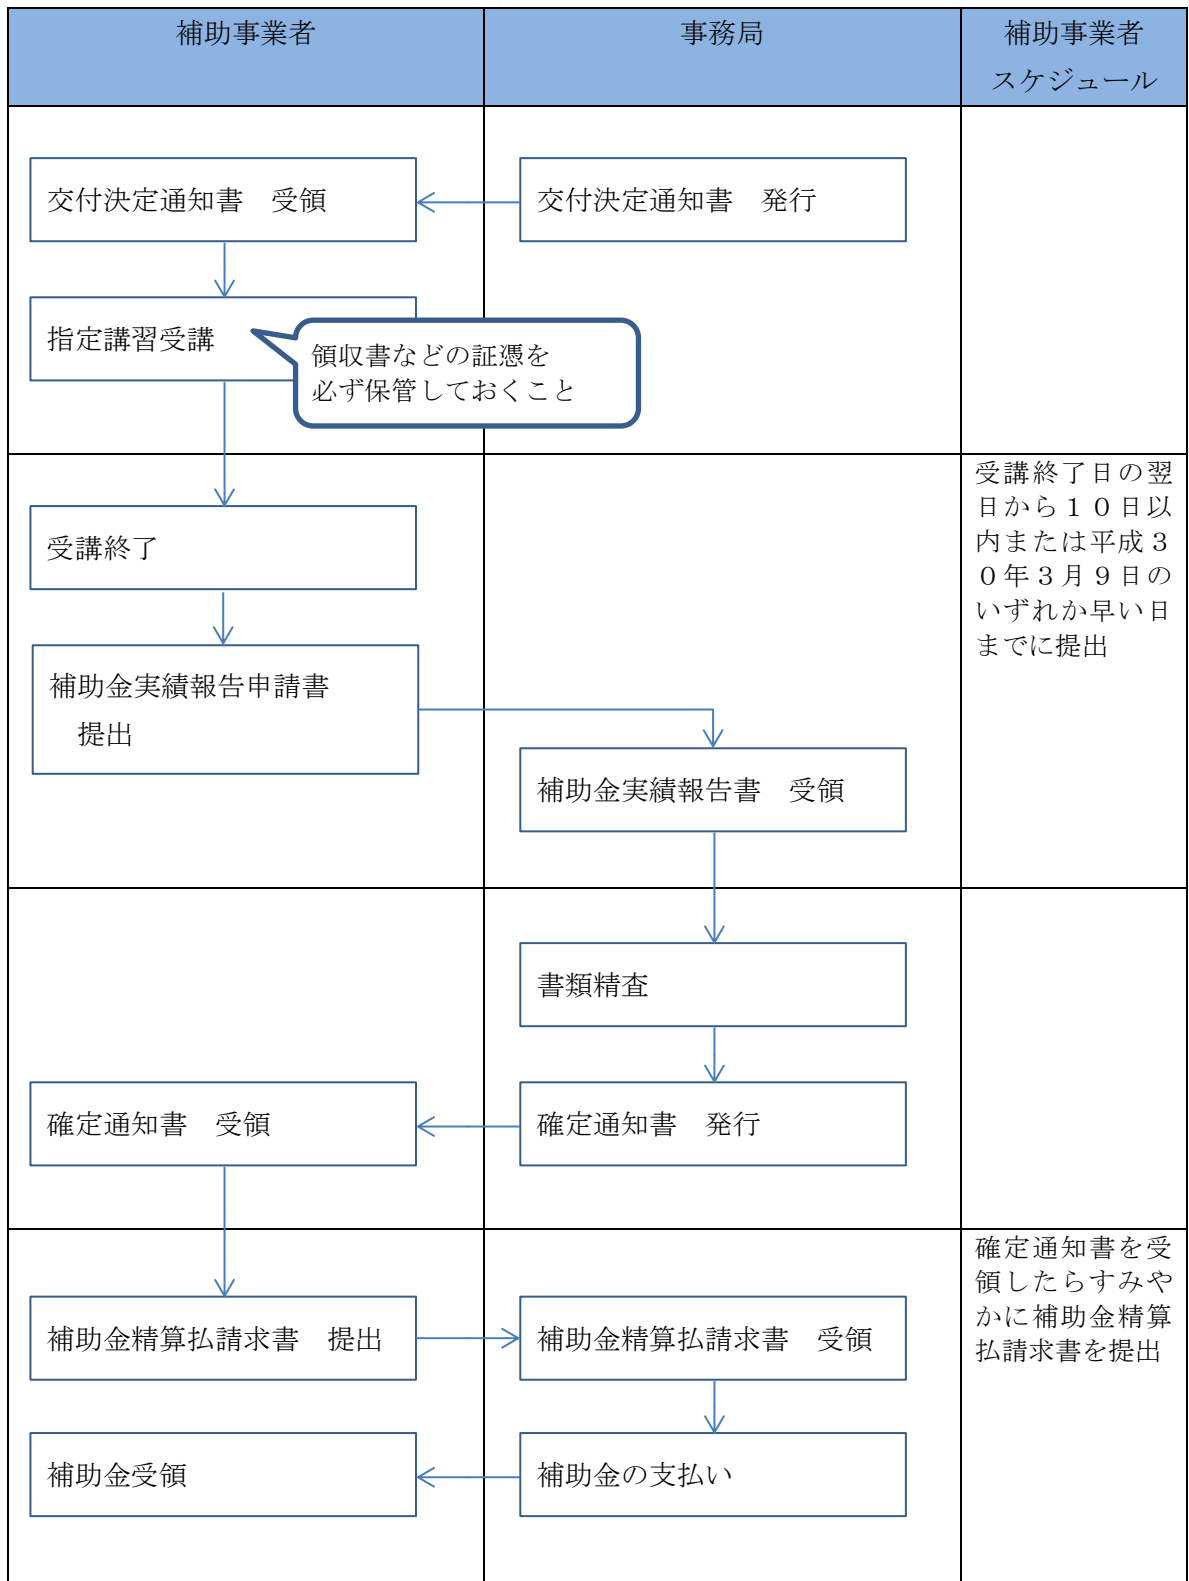 補助事業者
事務局
補助事業者
スケジュール
交付決定通知書　受領
交付決定通知書　発行
指定講習受講
領収書などの証憑を
必ず保管しておくこと
受講終了日の翌
日から１０日以
内または平成３
０年３月９日の
いずれか早い日
までに提出
受講終了
補助金実績報告申請書
提出
補助金実績報告書　受領
書類精査
確定通知書　受領
確定通知書　発行
確定通知書を受
領したらすみや
かに補助金精算
払請求書を提出
補助金精算払請求書　提出
補助金精算払請求書　受領
補助金受領
補助金の支払い